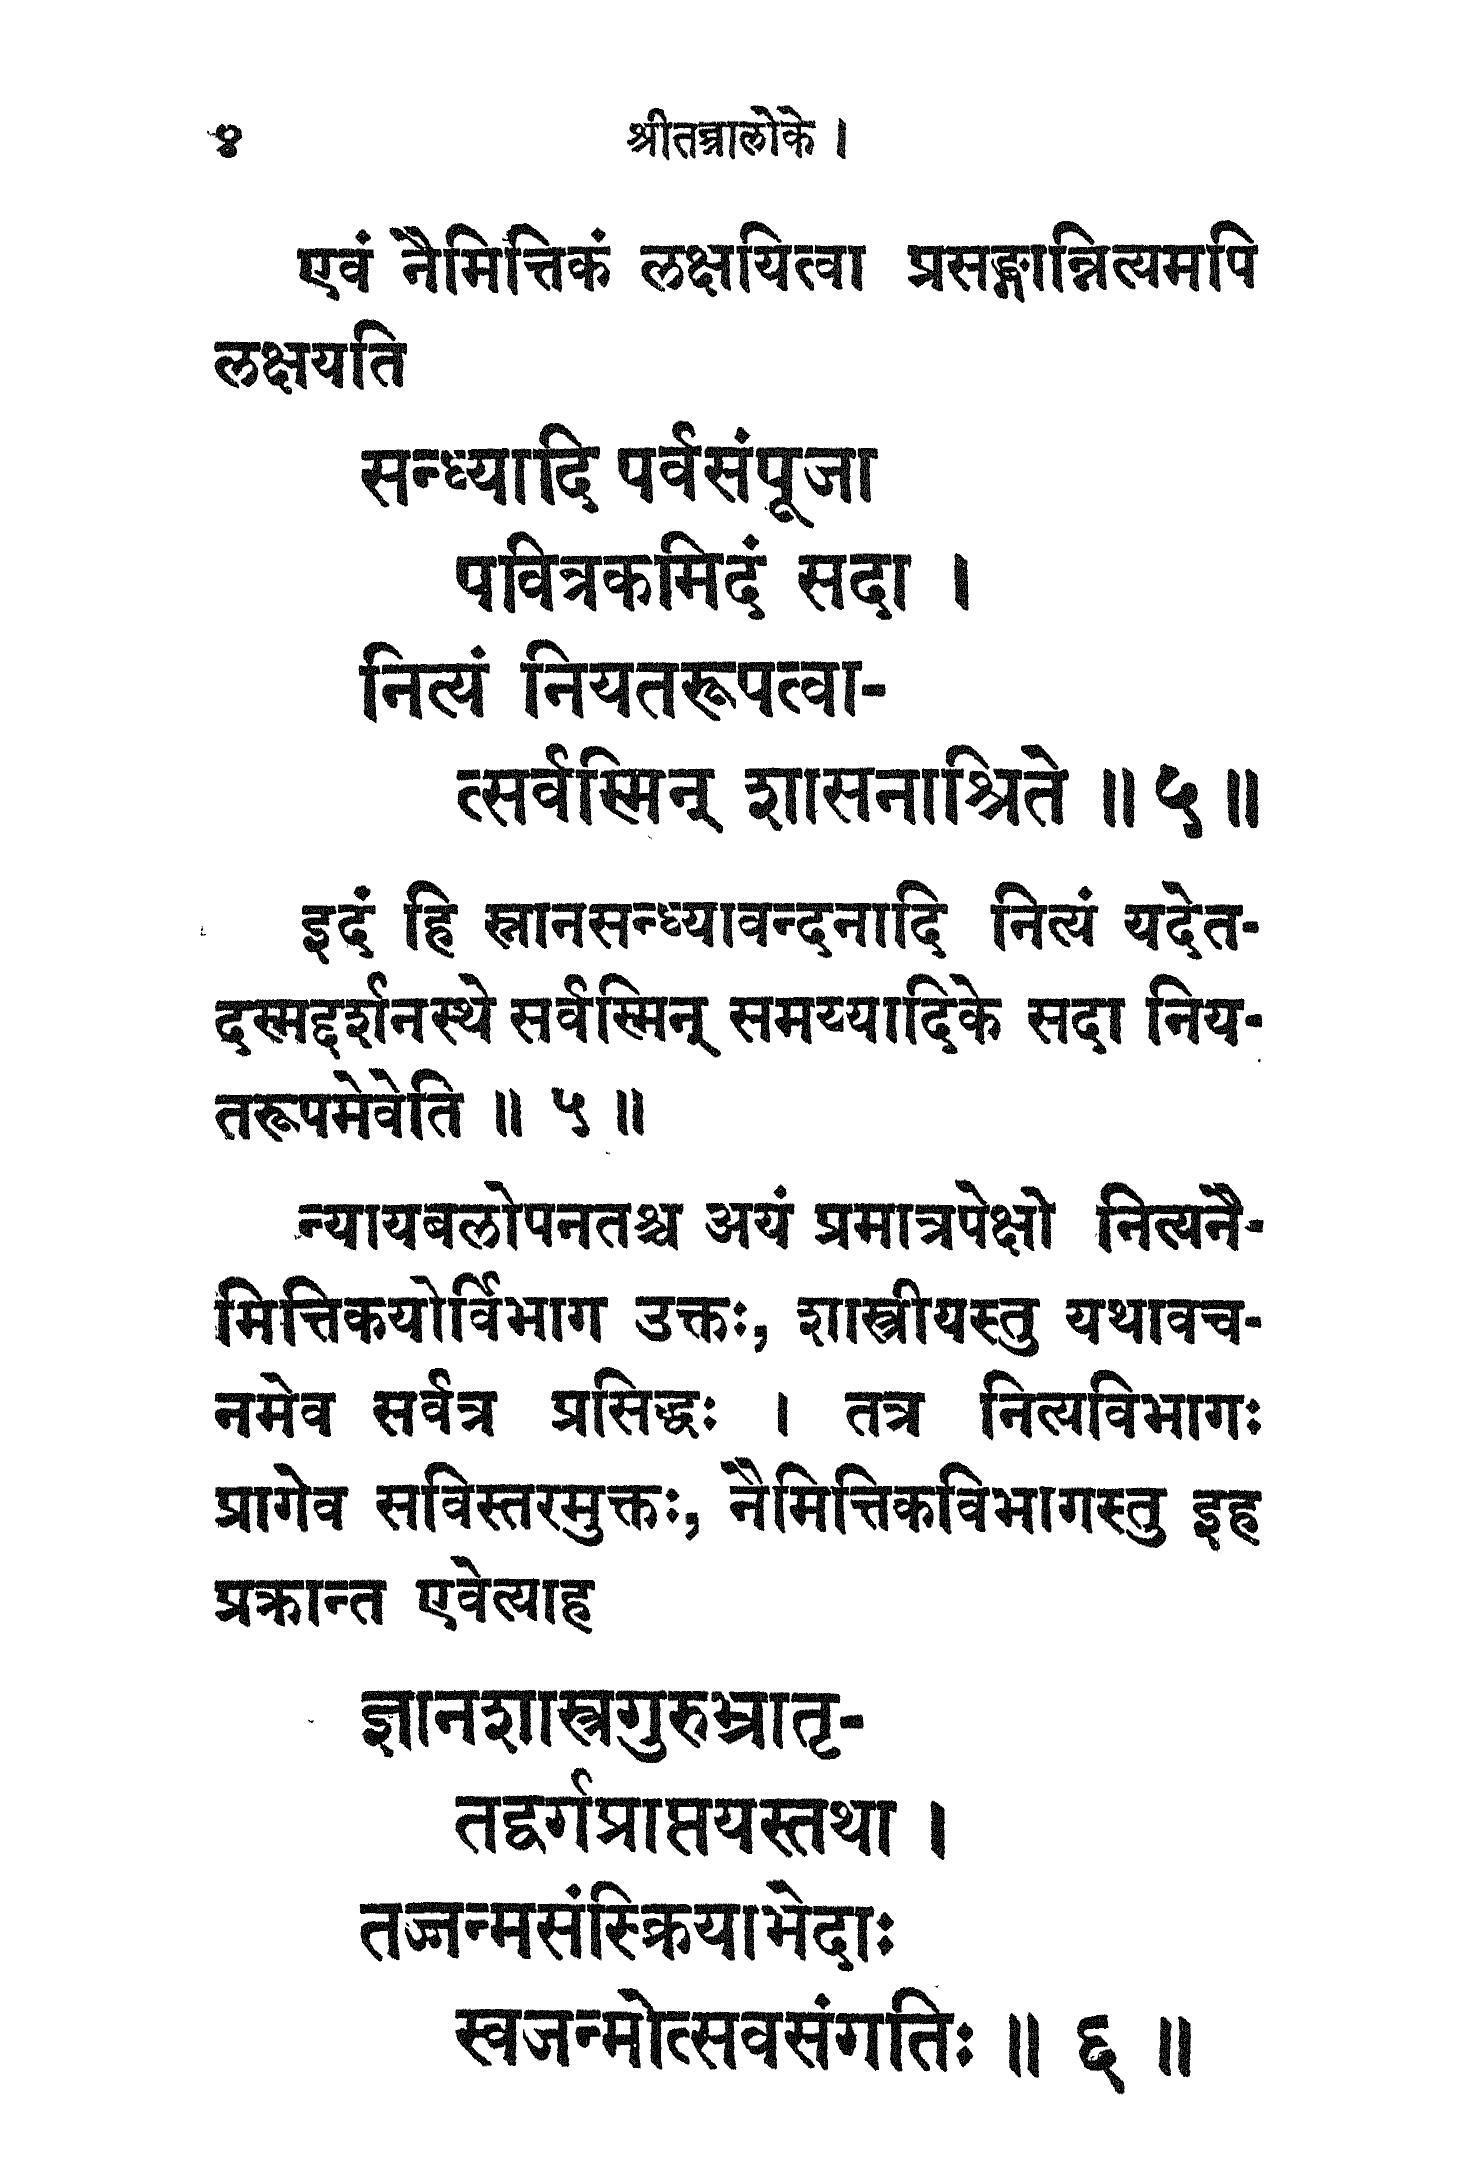 ४ श्रीतन्त्रालोके ।
एवं नैमित्तिकं लक्षयित्वा प्रसङ्गान्नित्यमपि
लक्षयति
सन्ध्यादि पर्वसंपूजा
पवित्रकमिदं सदा ।
नित्यं नियतरूपत्वा-
त्सर्वस्मिन् शासनाश्रिते ॥ ५ ॥
इदं हि स्नानसन्ध्यावन्दनादि नित्यं यदेत-
द्स्मद्दर्शनस्थे सर्वस्मिन् समय्यादिके सदा निय-
तरूपमेवेति ॥ ५ ॥
न्यायबलोपनतश्च अयं प्रमात्रपेक्षो नित्यनै-
मित्तिकयोर्विभाग उक्तः, शास्त्रीयस्तु यथावच-
नमेव सर्वत्र प्रसिद्धः । तत्र नित्यविभागः
प्रागेव सविस्तरमुक्तः, नैमित्तिकविभागस्तु इह
प्रक्रान्त एवेत्याह
ज्ञानशास्त्रगुरुभ्रातृ-
तद्वर्गप्राप्तयस्तथा ।
तज्जन्मसंस्क्रियाभेदाः
स्वजन्मोत्सवसंगतिः ॥ ६ ॥